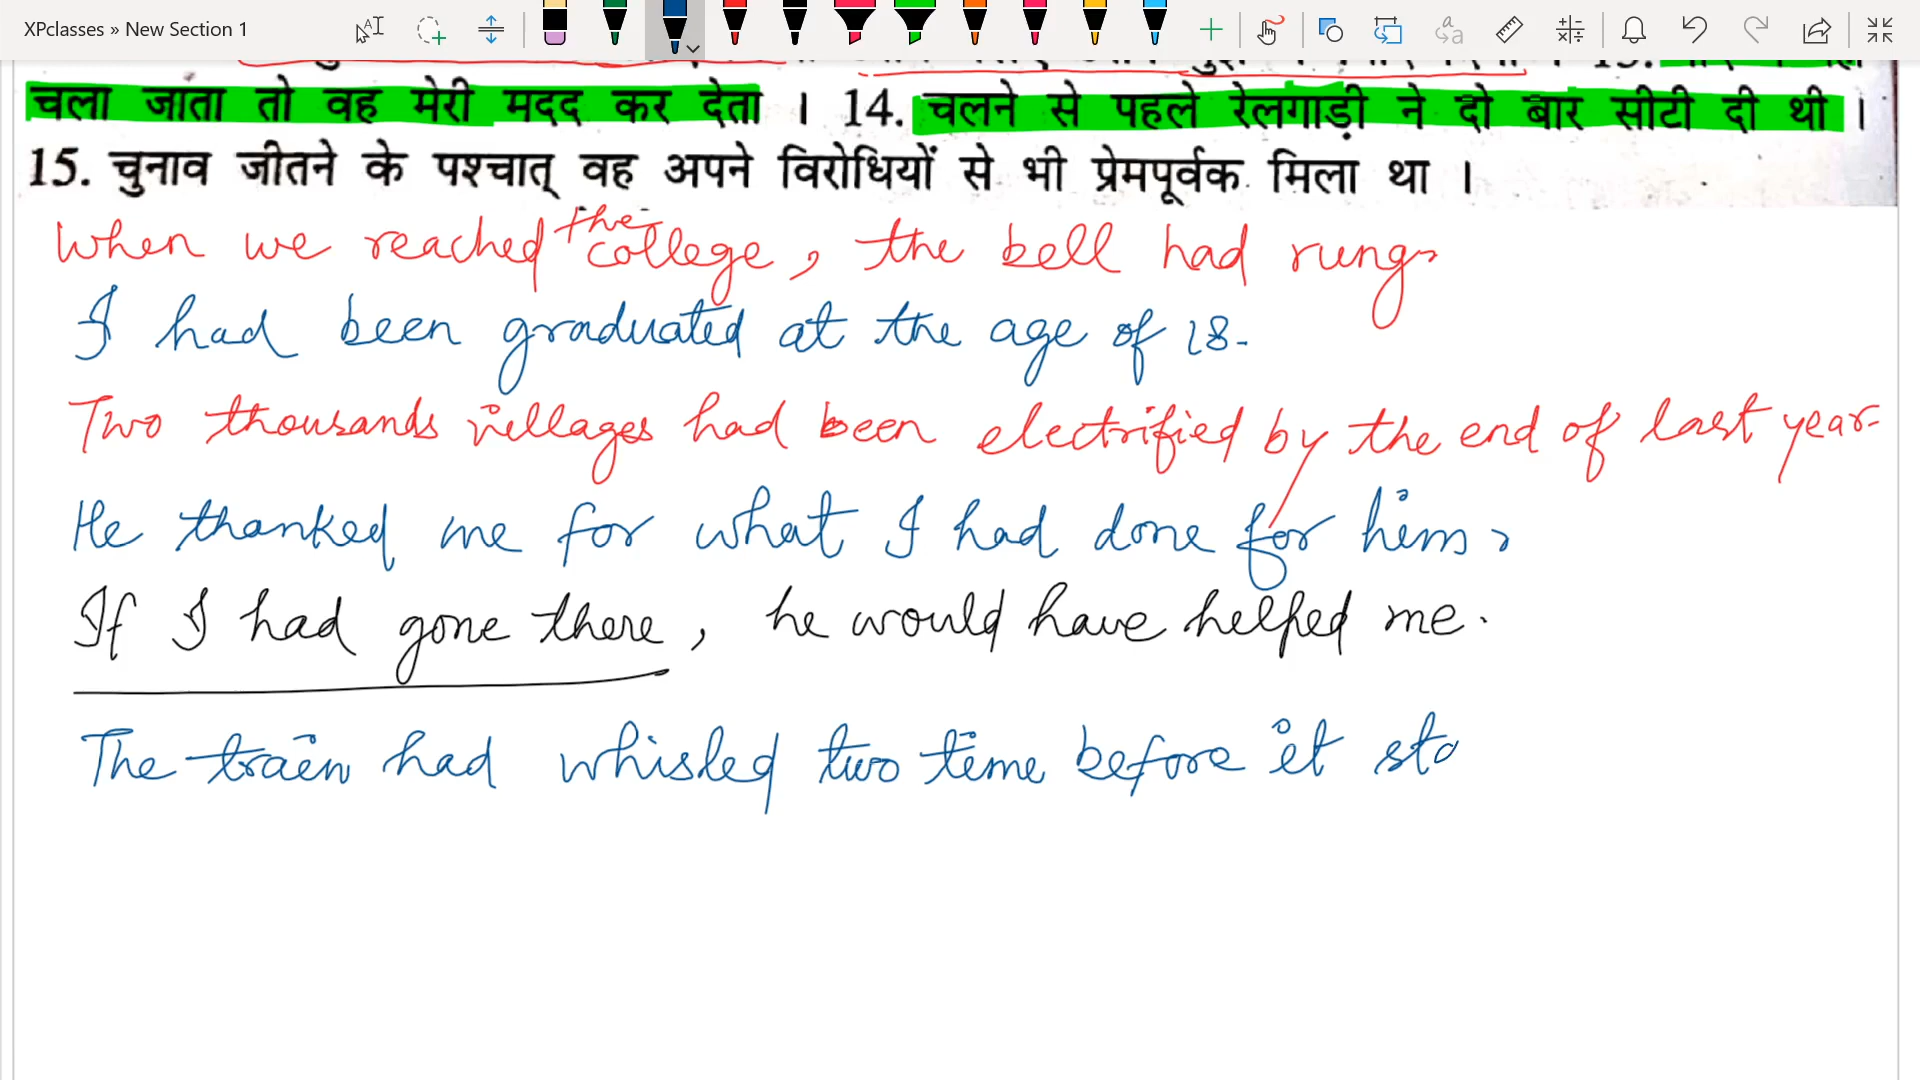 XPclasses » New Section 1
चला जाता तो वह मेरी मदद कर देता । 14. चलने से पहले रेलगाड़ी ने दो बार सीटी दी थी ।
15. चुनाव जीतने के पश्चात् वह अपने विरोधियों से भी प्रेमपूर्वक मिला था ।
When we reached the college, the bell had rung.
I had been graduated at the age of 18.
Two thousands villages had been electrified by the end of last year.
He thanked me for what I had done for him.
If I had gone there, he would have helped me.
The train had whisled two time before it sta